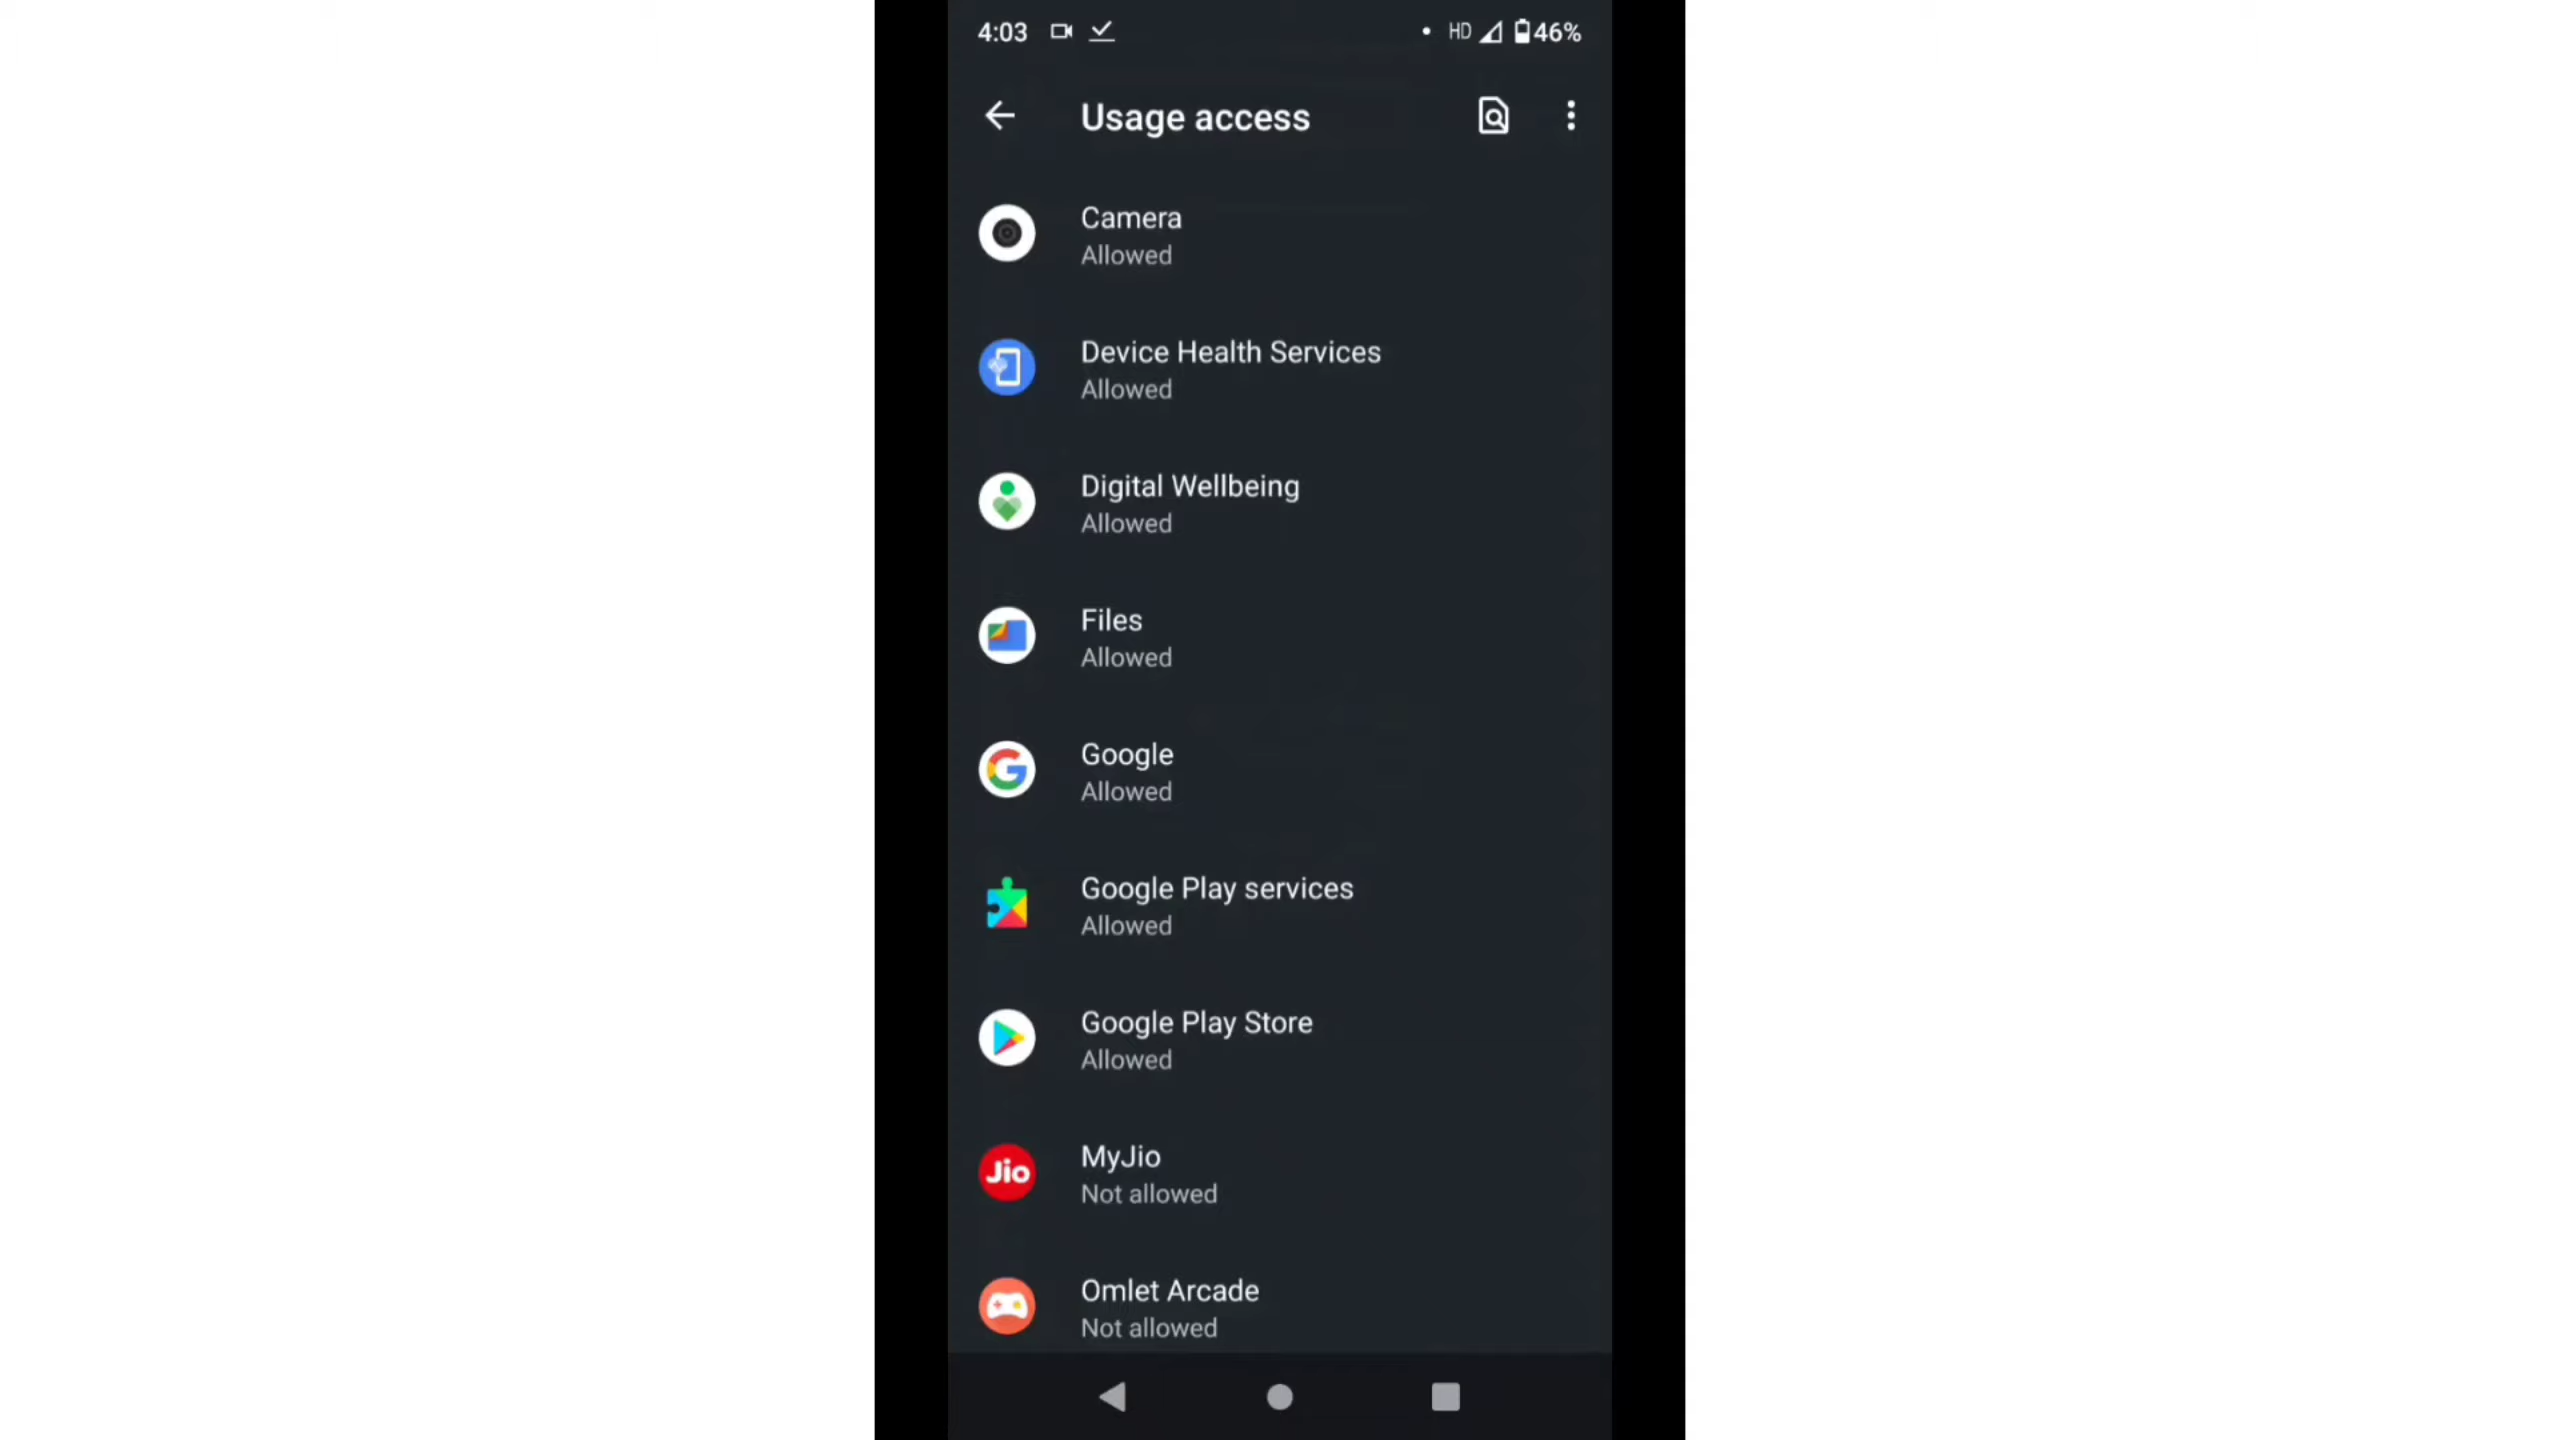 4:03 HD 46%
Usage access
Camera
Allowed
Device Health Services
Allowed
Digital Wellbeing
Allowed
Files
Allowed
Google
Allowed
Google Play services
Allowed
Google Play Store
Allowed
Jio
MyJio
Not allowed
Omlet Arcade
Not allowed